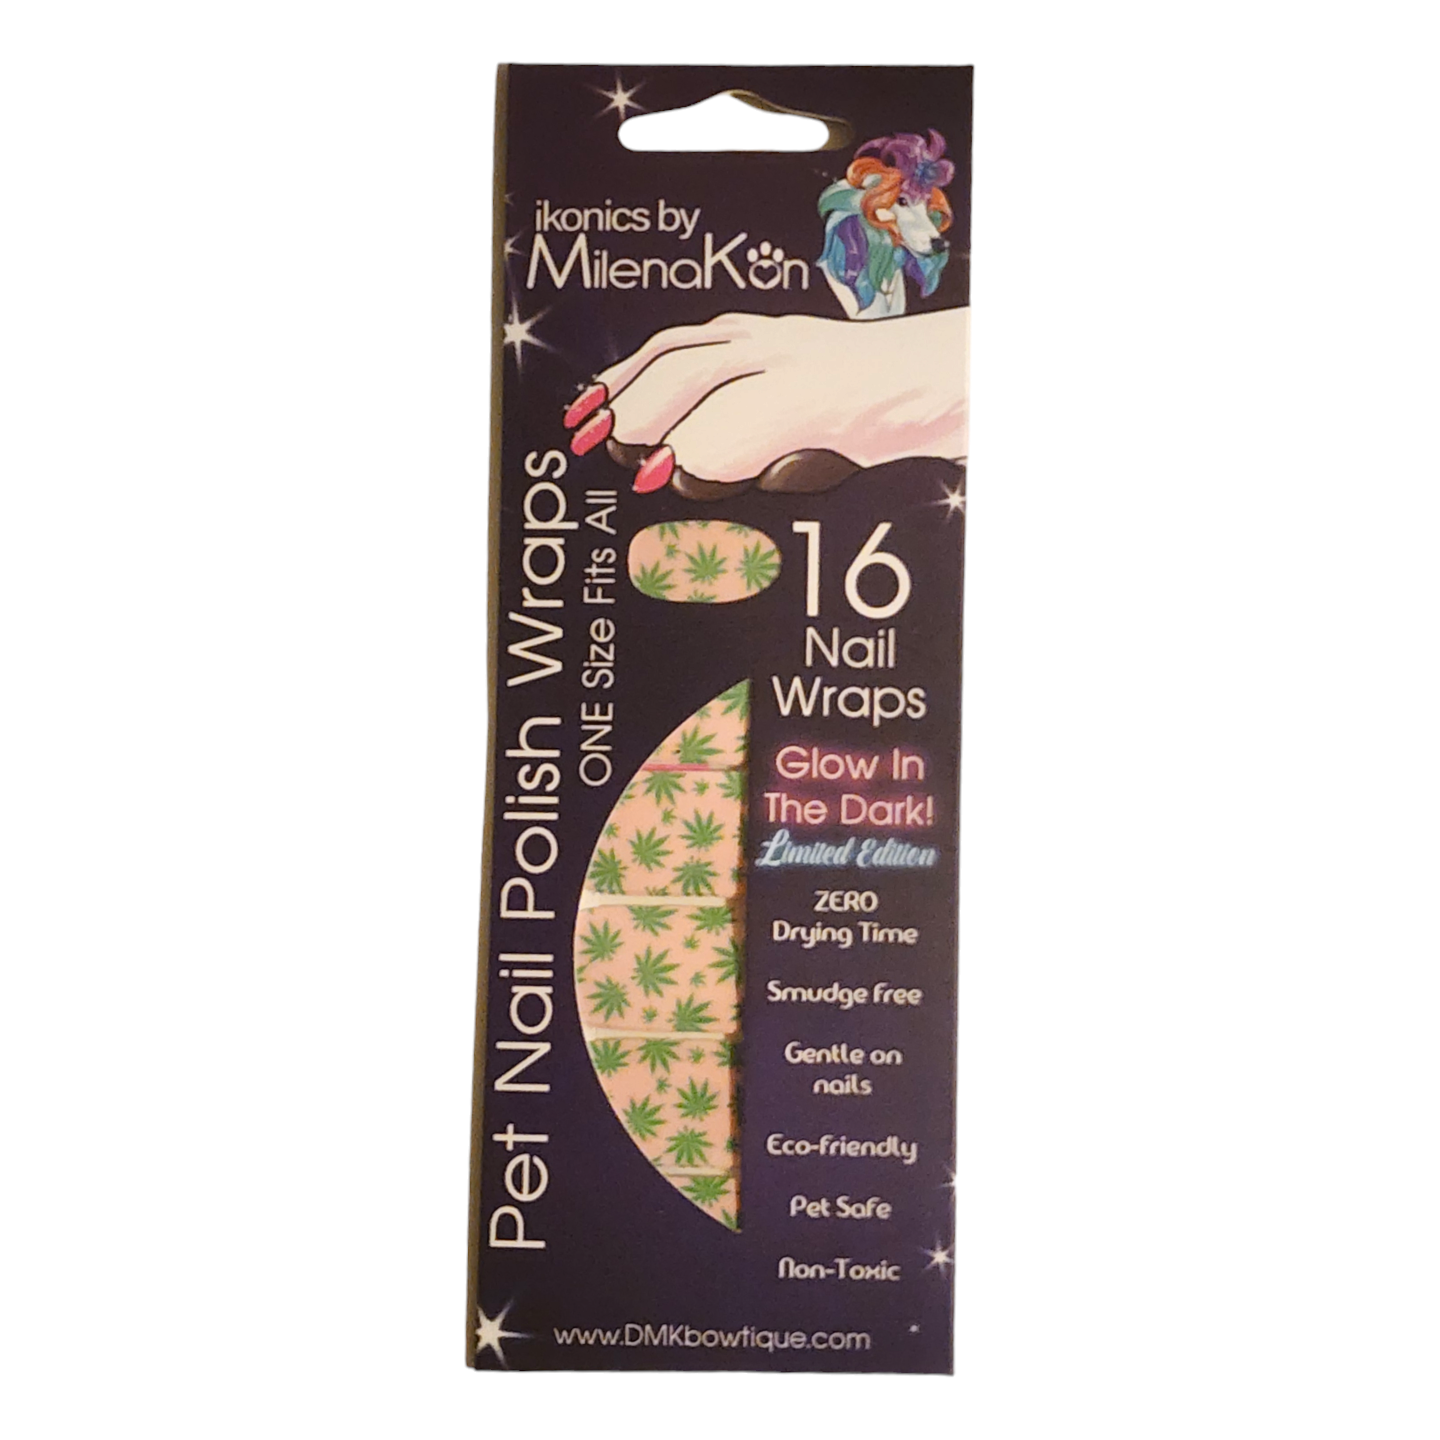 ikonics by
MilenaKon
Pet Nail Polish Wraps
ONE Size Fits All
16
Nail
Wraps
Glow In
The Dark!
Limited Edition
ZERO
Drying Time
Smudge free
Gentle on
nails
Eco-friendly
Pet Safe
Non-Toxic
www.DMKbowtique.com